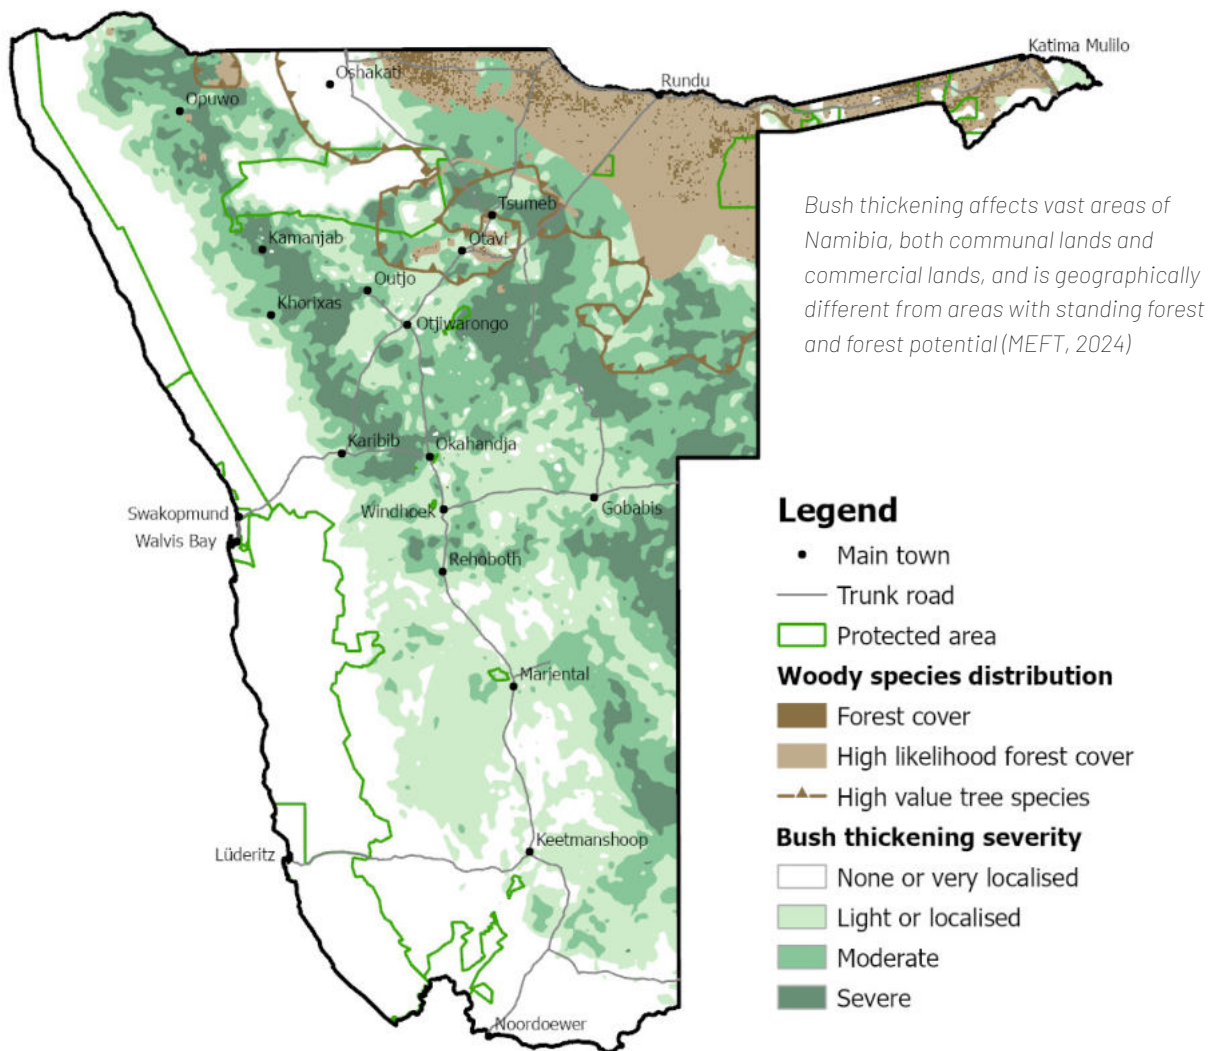 Katima Mulilo
Oshakati
Rundu
Opuwo
Bush thickening affects vast areas of
Namibia, both communal lands and
commercial lands, and is geographically
different from areas with standing forest
and forest potential (MEFT, 2024)
Tsumeb
Kamanjab
Otavi
Outjo
Khorixas
Otjiwarongo
Karibib
Okahandja
Swakopmund
Windhoek
Gobabis
Walvis Bay
Rehoboth
Mariental
Lüderitz
Keetmanshoop
Noordoewer
Legend
Main town
Trunk road
Protected area
Woody species distribution
Forest cover
High likelihood forest cover
High value tree species
Bush thickening severity
None or very localised
Light or localised
Moderate
Severe